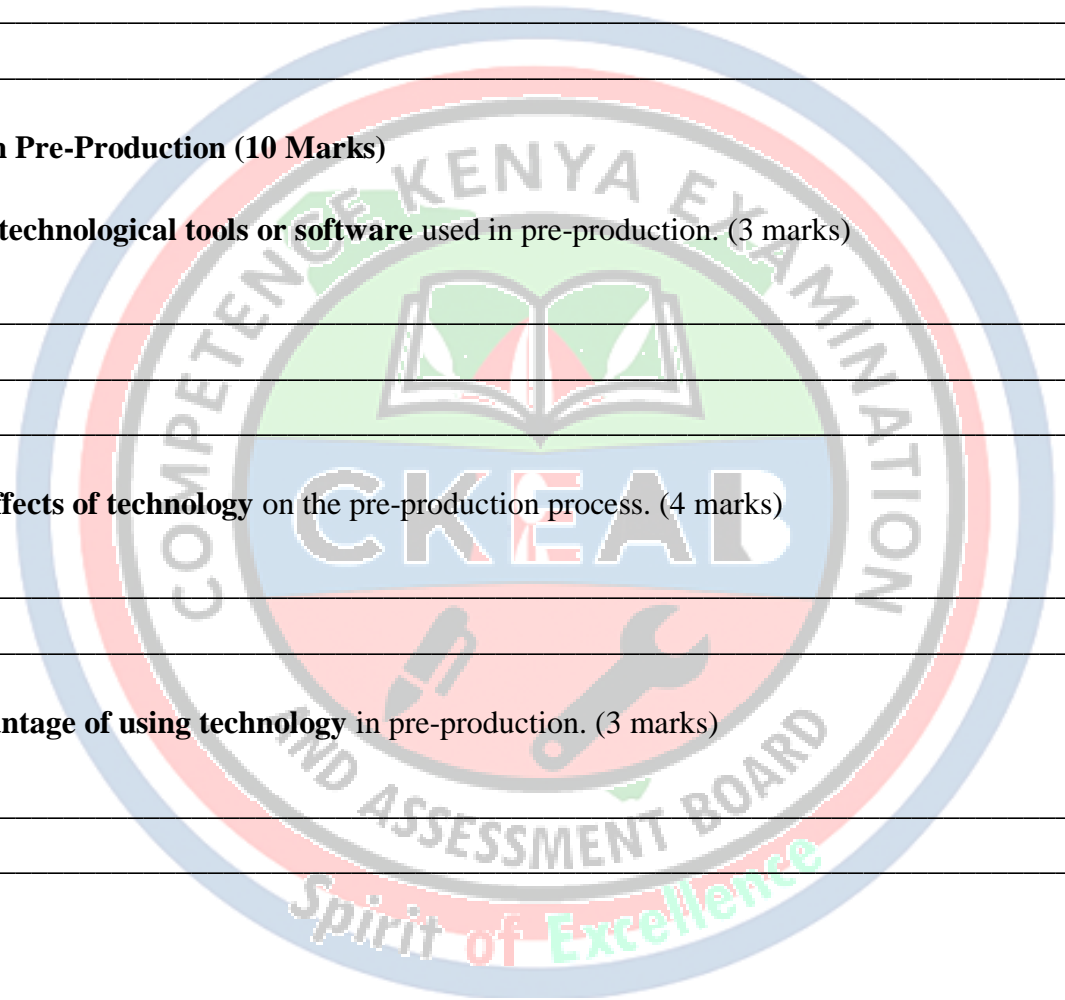 n Pre-Production (10 Marks)
technological tools or software used in pre-production. (3 marks)
ffects of technology on the pre-production process. (4 marks)
ntage of using technology in pre-production. (3 marks)
COMPETENCE KENYA EXAMINATION
CKEAB
AND ASSESSMENT BOARD
Spirit of Excellence